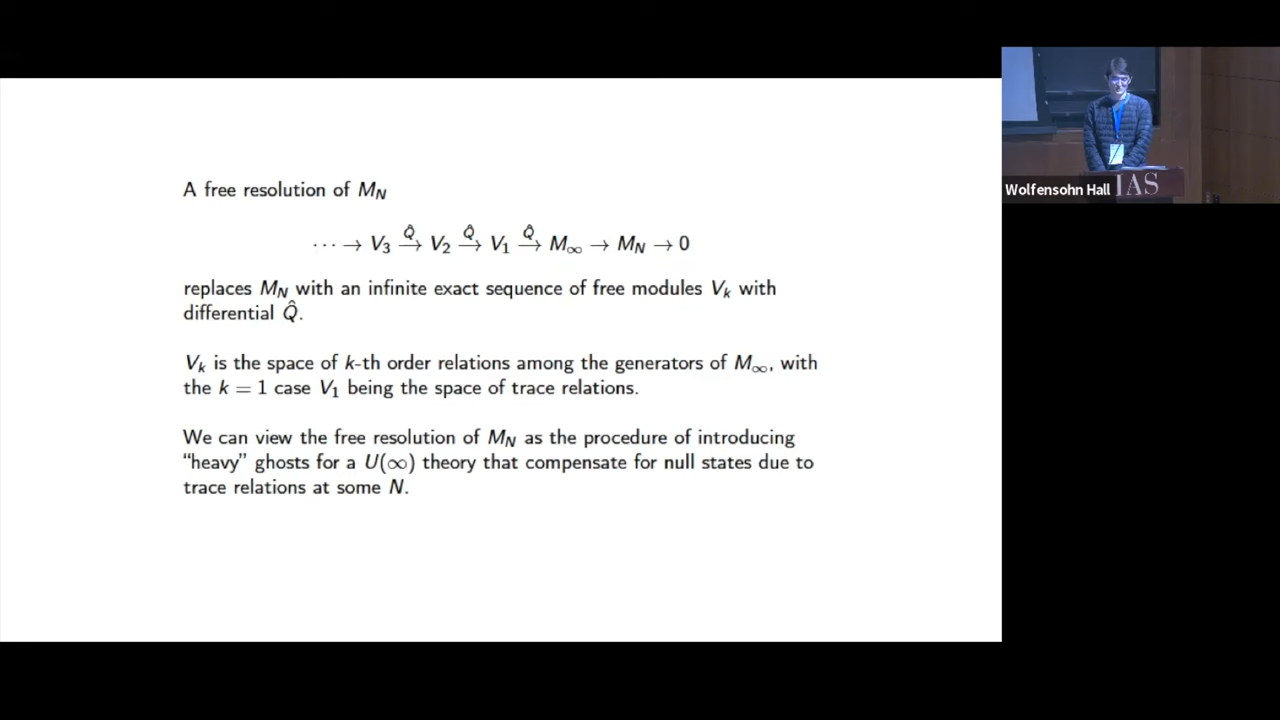 A free resolution of M_N
⋯ → V_3 →^Q̂ V_2 →^Q̂ V_1 →^Q̂ M_∞ → M_N → 0
replaces M_N with an infinite exact sequence of free modules V_k with
differential Q̂.
V_k is the space of k-th order relations among the generators of M_∞, with
the k = 1 case V_1 being the space of trace relations.
We can view the free resolution of M_N as the procedure of introducing
“heavy” ghosts for a U(∞) theory that compensate for null states due to
trace relations at some N.
Wolfensohn Hall
IAS